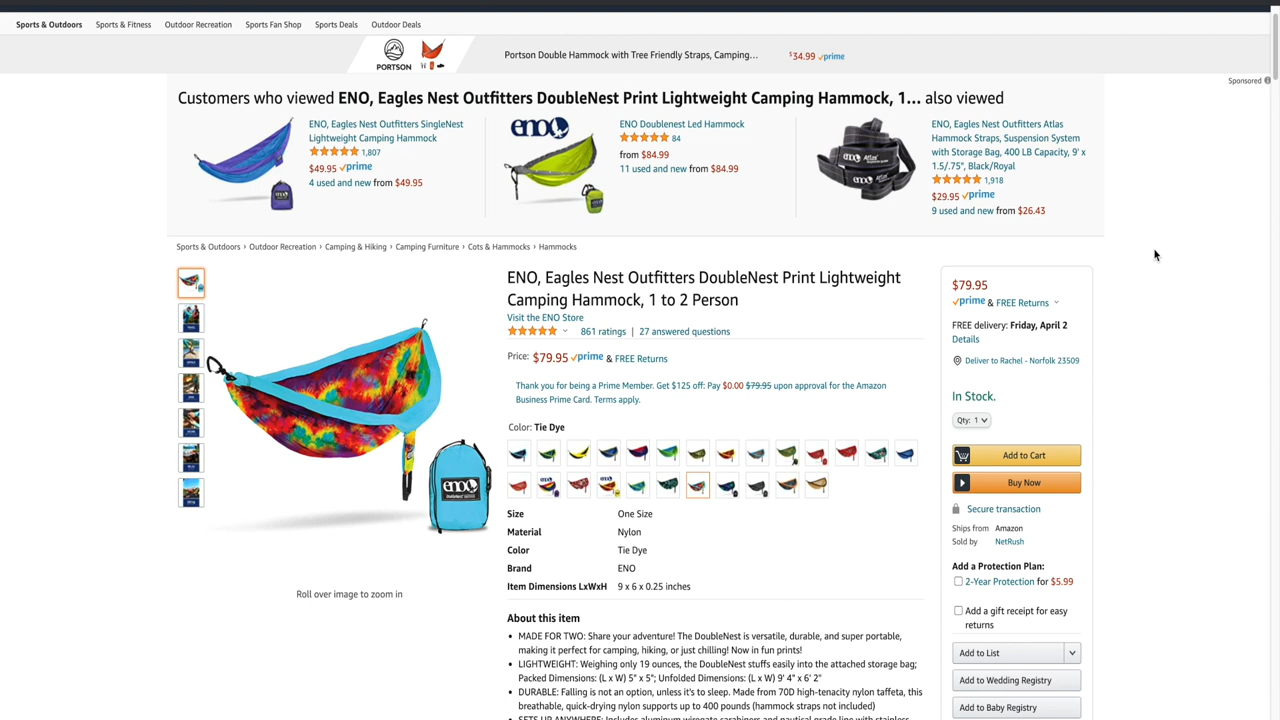 Sports & Outdoors Sports & Fitness Outdoor Recreation Sports Fan Shop Sports Deals Outdoor Deals
PORTSON
Portson Double Hammock with Tree Friendly Straps, Camping... $34.99 prime
Sponsored
Customers who viewed ENO, Eagles Nest Outfitters DoubleNest Print Lightweight Camping Hammock, 1... also viewed
ENO, Eagles Nest Outfitters SingleNest
Lightweight Camping Hammock
1,807
$49.95 prime
4 used and new from $49.95
eno
ENO Doublenest Led Hammock
84
from $84.99
11 used and new from $84.99
ENO, Eagles Nest Outfitters Atlas
Hammock Straps, Suspension System
with Storage Bag, 400 LB Capacity, 9' x
1.5/.75", Black/Royal
1,918
$29.95 prime
9 used and new from $26.43
Sports & Outdoors › Outdoor Recreation › Camping & Hiking › Camping Furniture › Cots & Hammocks › Hammocks
eno
DoubleNest
Roll over image to zoom in
ENO, Eagles Nest Outfitters DoubleNest Print Lightweight
Camping Hammock, 1 to 2 Person
Visit the ENO Store
861 ratings | 27 answered questions
Price: $79.95 prime & FREE Returns
Thank you for being a Prime Member. Get $125 off: Pay $0.00 $79.95 upon approval for the Amazon
Business Prime Card. Terms apply.
Color: Tie Dye
Size One Size
Material Nylon
Color Tie Dye
Brand ENO
Item Dimensions LxWxH 9 x 6 x 0.25 inches
About this item
• MADE FOR TWO: Share your adventure! The DoubleNest is versatile, durable, and super portable,
making it perfect for camping, hiking, or just chilling! Now in fun prints!
• LIGHTWEIGHT: Weighing only 19 ounces, the DoubleNest stuffs easily into the attached storage bag;
Packed Dimensions: (L x W) 5" x 5"; Unfolded Dimensions: (L x W) 9' 4" x 6' 2"
• DURABLE: Falling is not an option, unless it's to sleep. Made from 70D high-tenacity nylon taffeta, this
breathable, quick-drying nylon supports up to 400 pounds (hammock straps not included)
• SETS UP ANYWHERE: Includes aluminum wiregate carabiners and nautical grade line with stainless
$79.95
prime & FREE Returns
FREE delivery: Friday, April 2
Details
Deliver to Rachel - Norfolk 23509
In Stock.
Qty: 1
Add to Cart
Buy Now
Secure transaction
Ships from Amazon
Sold by NetRush
Add a Protection Plan:
2-Year Protection for $5.99
Add a gift receipt for easy
returns
Add to List
Add to Wedding Registry
Add to Baby Registry